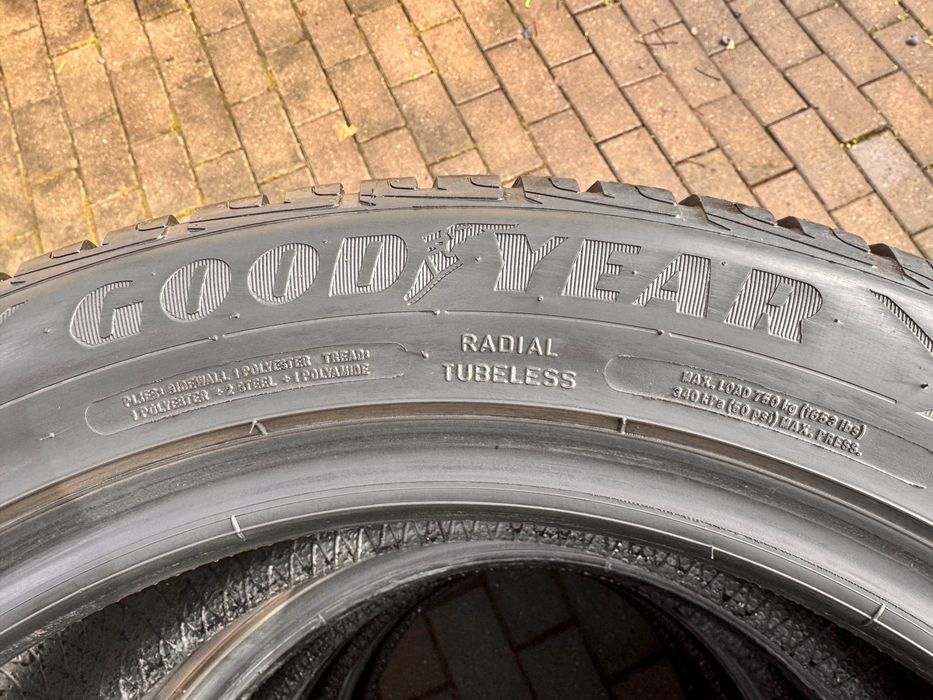 GOODYEAR
PLIES: SIDEWALL 1 POLYESTER TREAD:
1 POLYESTER + 2 STEEL + 1 POLYAMIDE
RADIAL
TUBELESS
MAX. LOAD 750 kg (1653 lbs)
340 kPa (50 psi) MAX. PRESS.